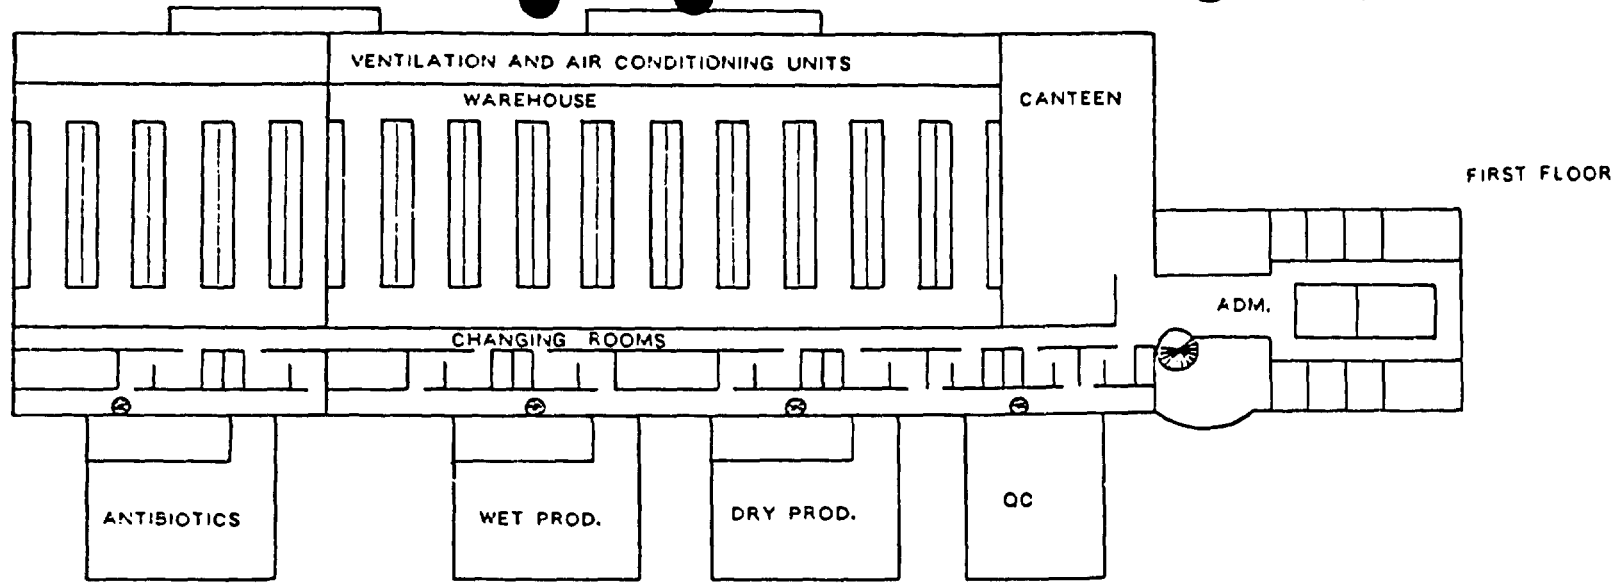 VENTILATION AND AIR CONDITIONING UNITS
WAREHOUSE
CANTEEN
FIRST FLOOR
ADM.
CHANGING ROOMS
ANTIBIOTICS
WET PROD.
DRY PROD.
QC